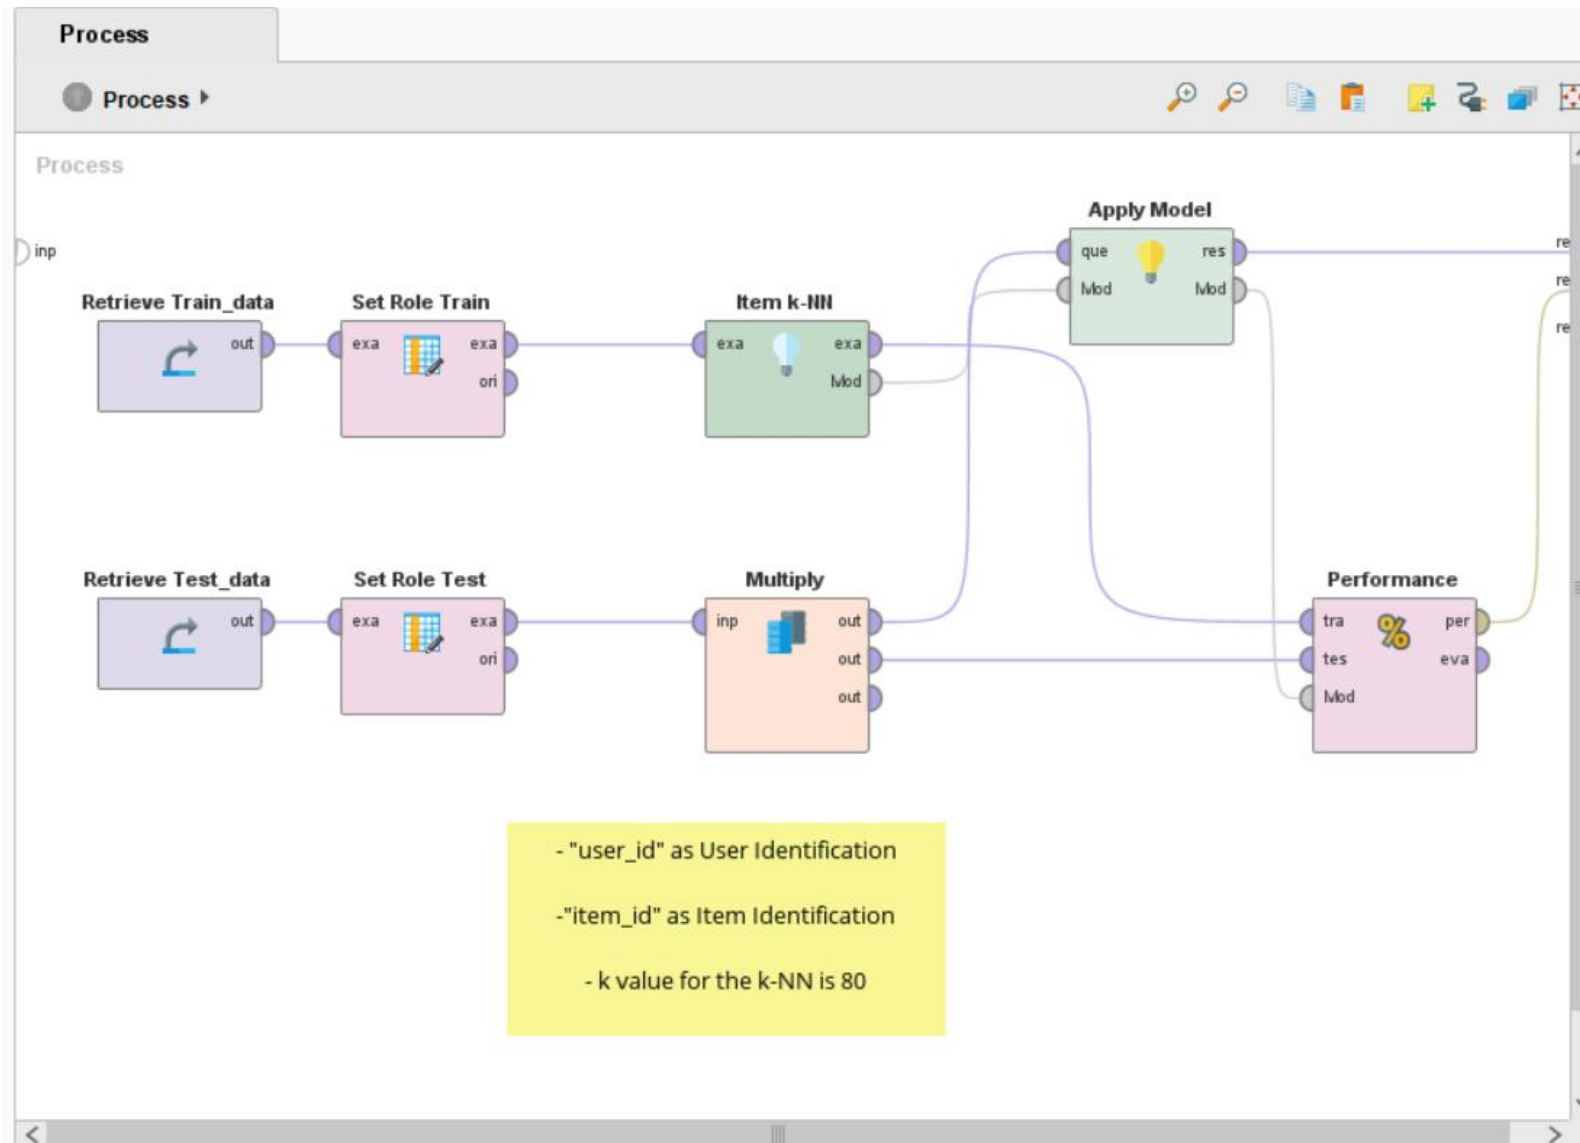 Process
Process
Process
inp
Apply Model
que
res
Mod
Mod
re
re
re
Retrieve Train_data
out
Set Role Train
exa
exa
ori
Item k-NN
exa
exa
Mod
Retrieve Test_data
out
Set Role Test
exa
exa
ori
Multiply
inp
out
out
out
Performance
tra
per
tes
eva
Mod
%
- "user_id" as User Identification
-"item_id" as Item Identification
- k value for the k-NN is 80